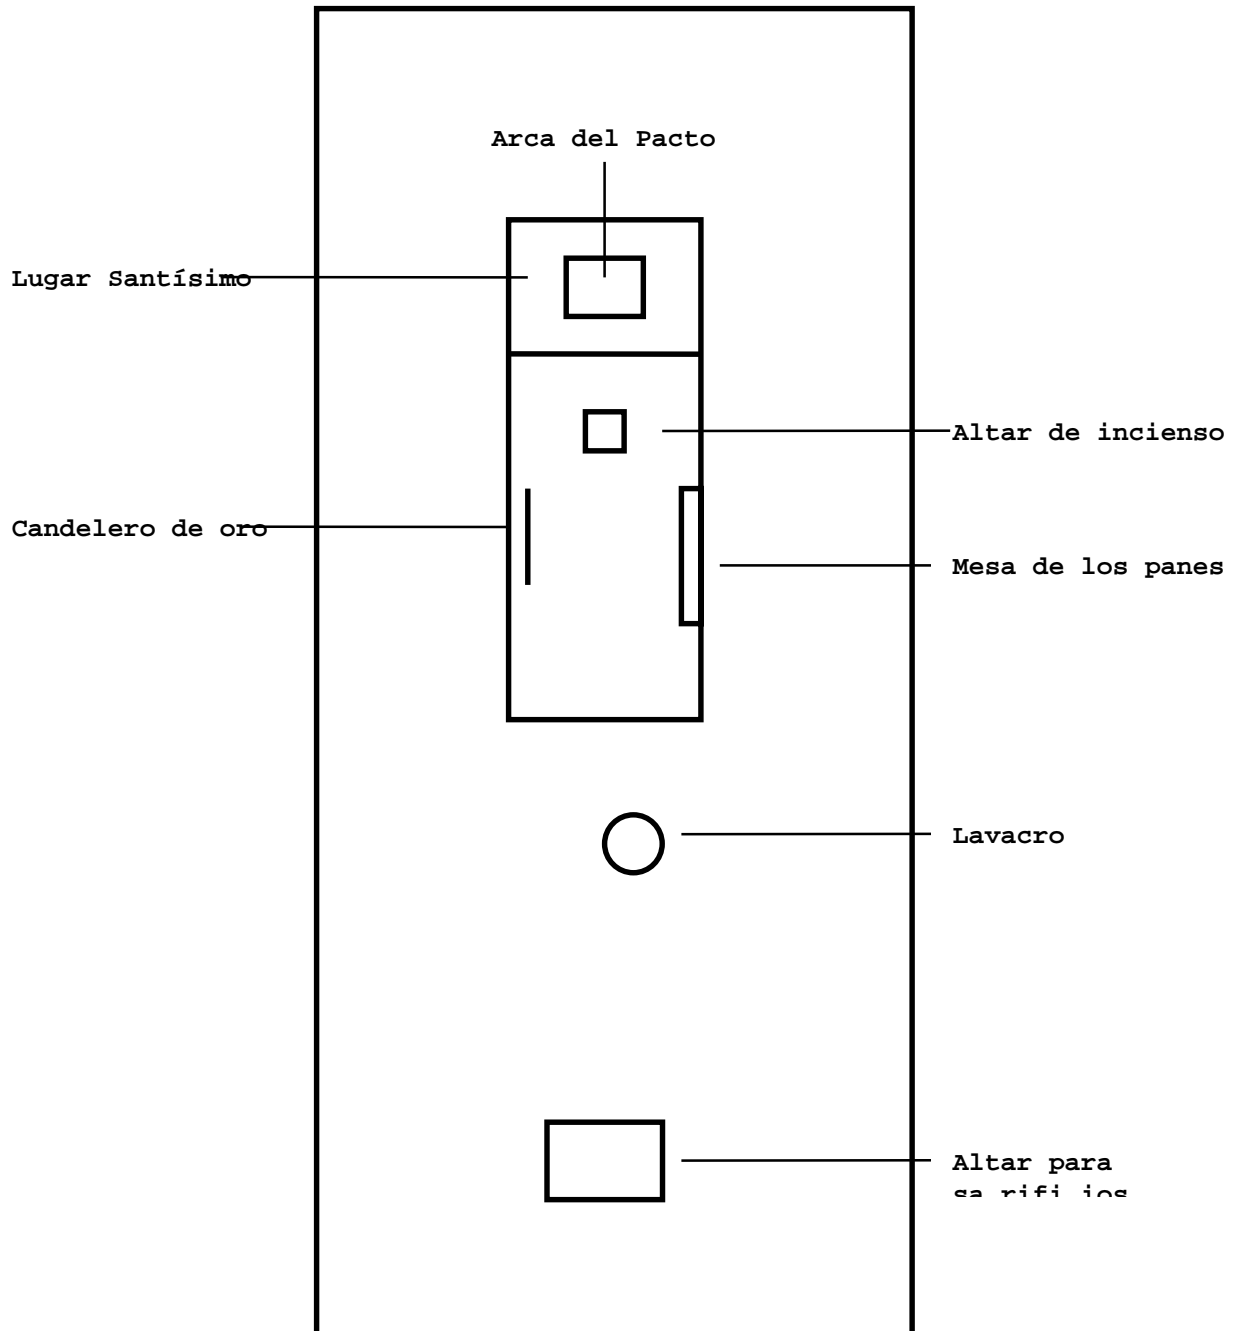 Arca del Pacto
Lugar Santísimo
Altar de incienso
Candelero de oro
Mesa de los panes
Lavacro
Altar para